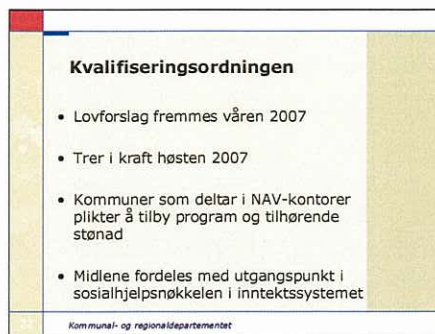 Kvalifiseringsordningen
• Lovforslag fremmes våren 2007
• Trer i kraft høsten 2007
• Kommuner som deltar i NAV-kontorer
plikter å tilby program og tilhørende
stønad
• Midlene fordeles med utgangspunkt i
sosialhjelpsnøkkelen i inntektssystemet
Kommunal- og regionaldepartementet